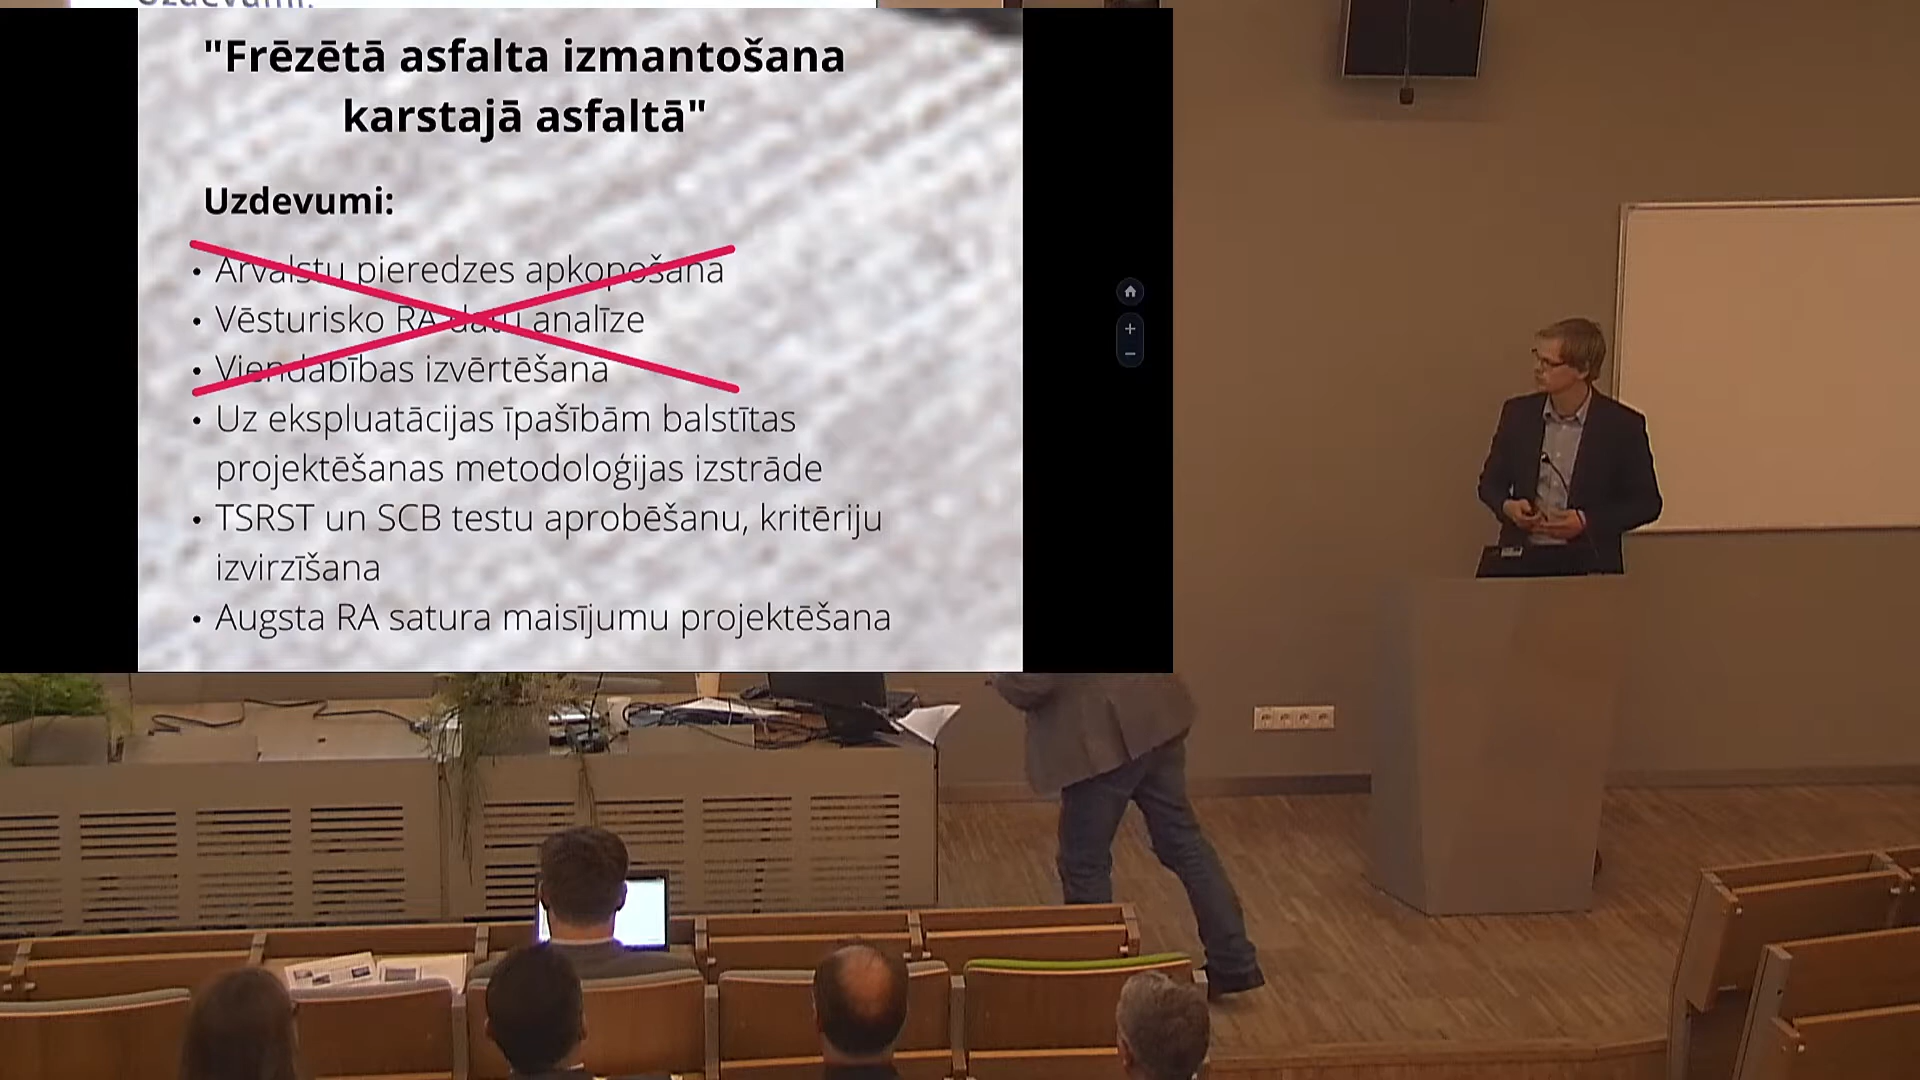 Uzdevumi:
"Frēzētā asfalta izmantošana
karstajā asfaltā"
Uzdevumi:
• Ārvalstu pieredzes apkopošana
• Vēsturisko RA datu analīze
• Viendabības izvērtēšana
• Uz ekspluatācijas īpašībām balstītas
projektēšanas metodoloģijas izstrāde
• TSRST un SCB testu aprobēšanu, kritēriju
izvirzīšana
• Augsta RA satura maisījumu projektēšana